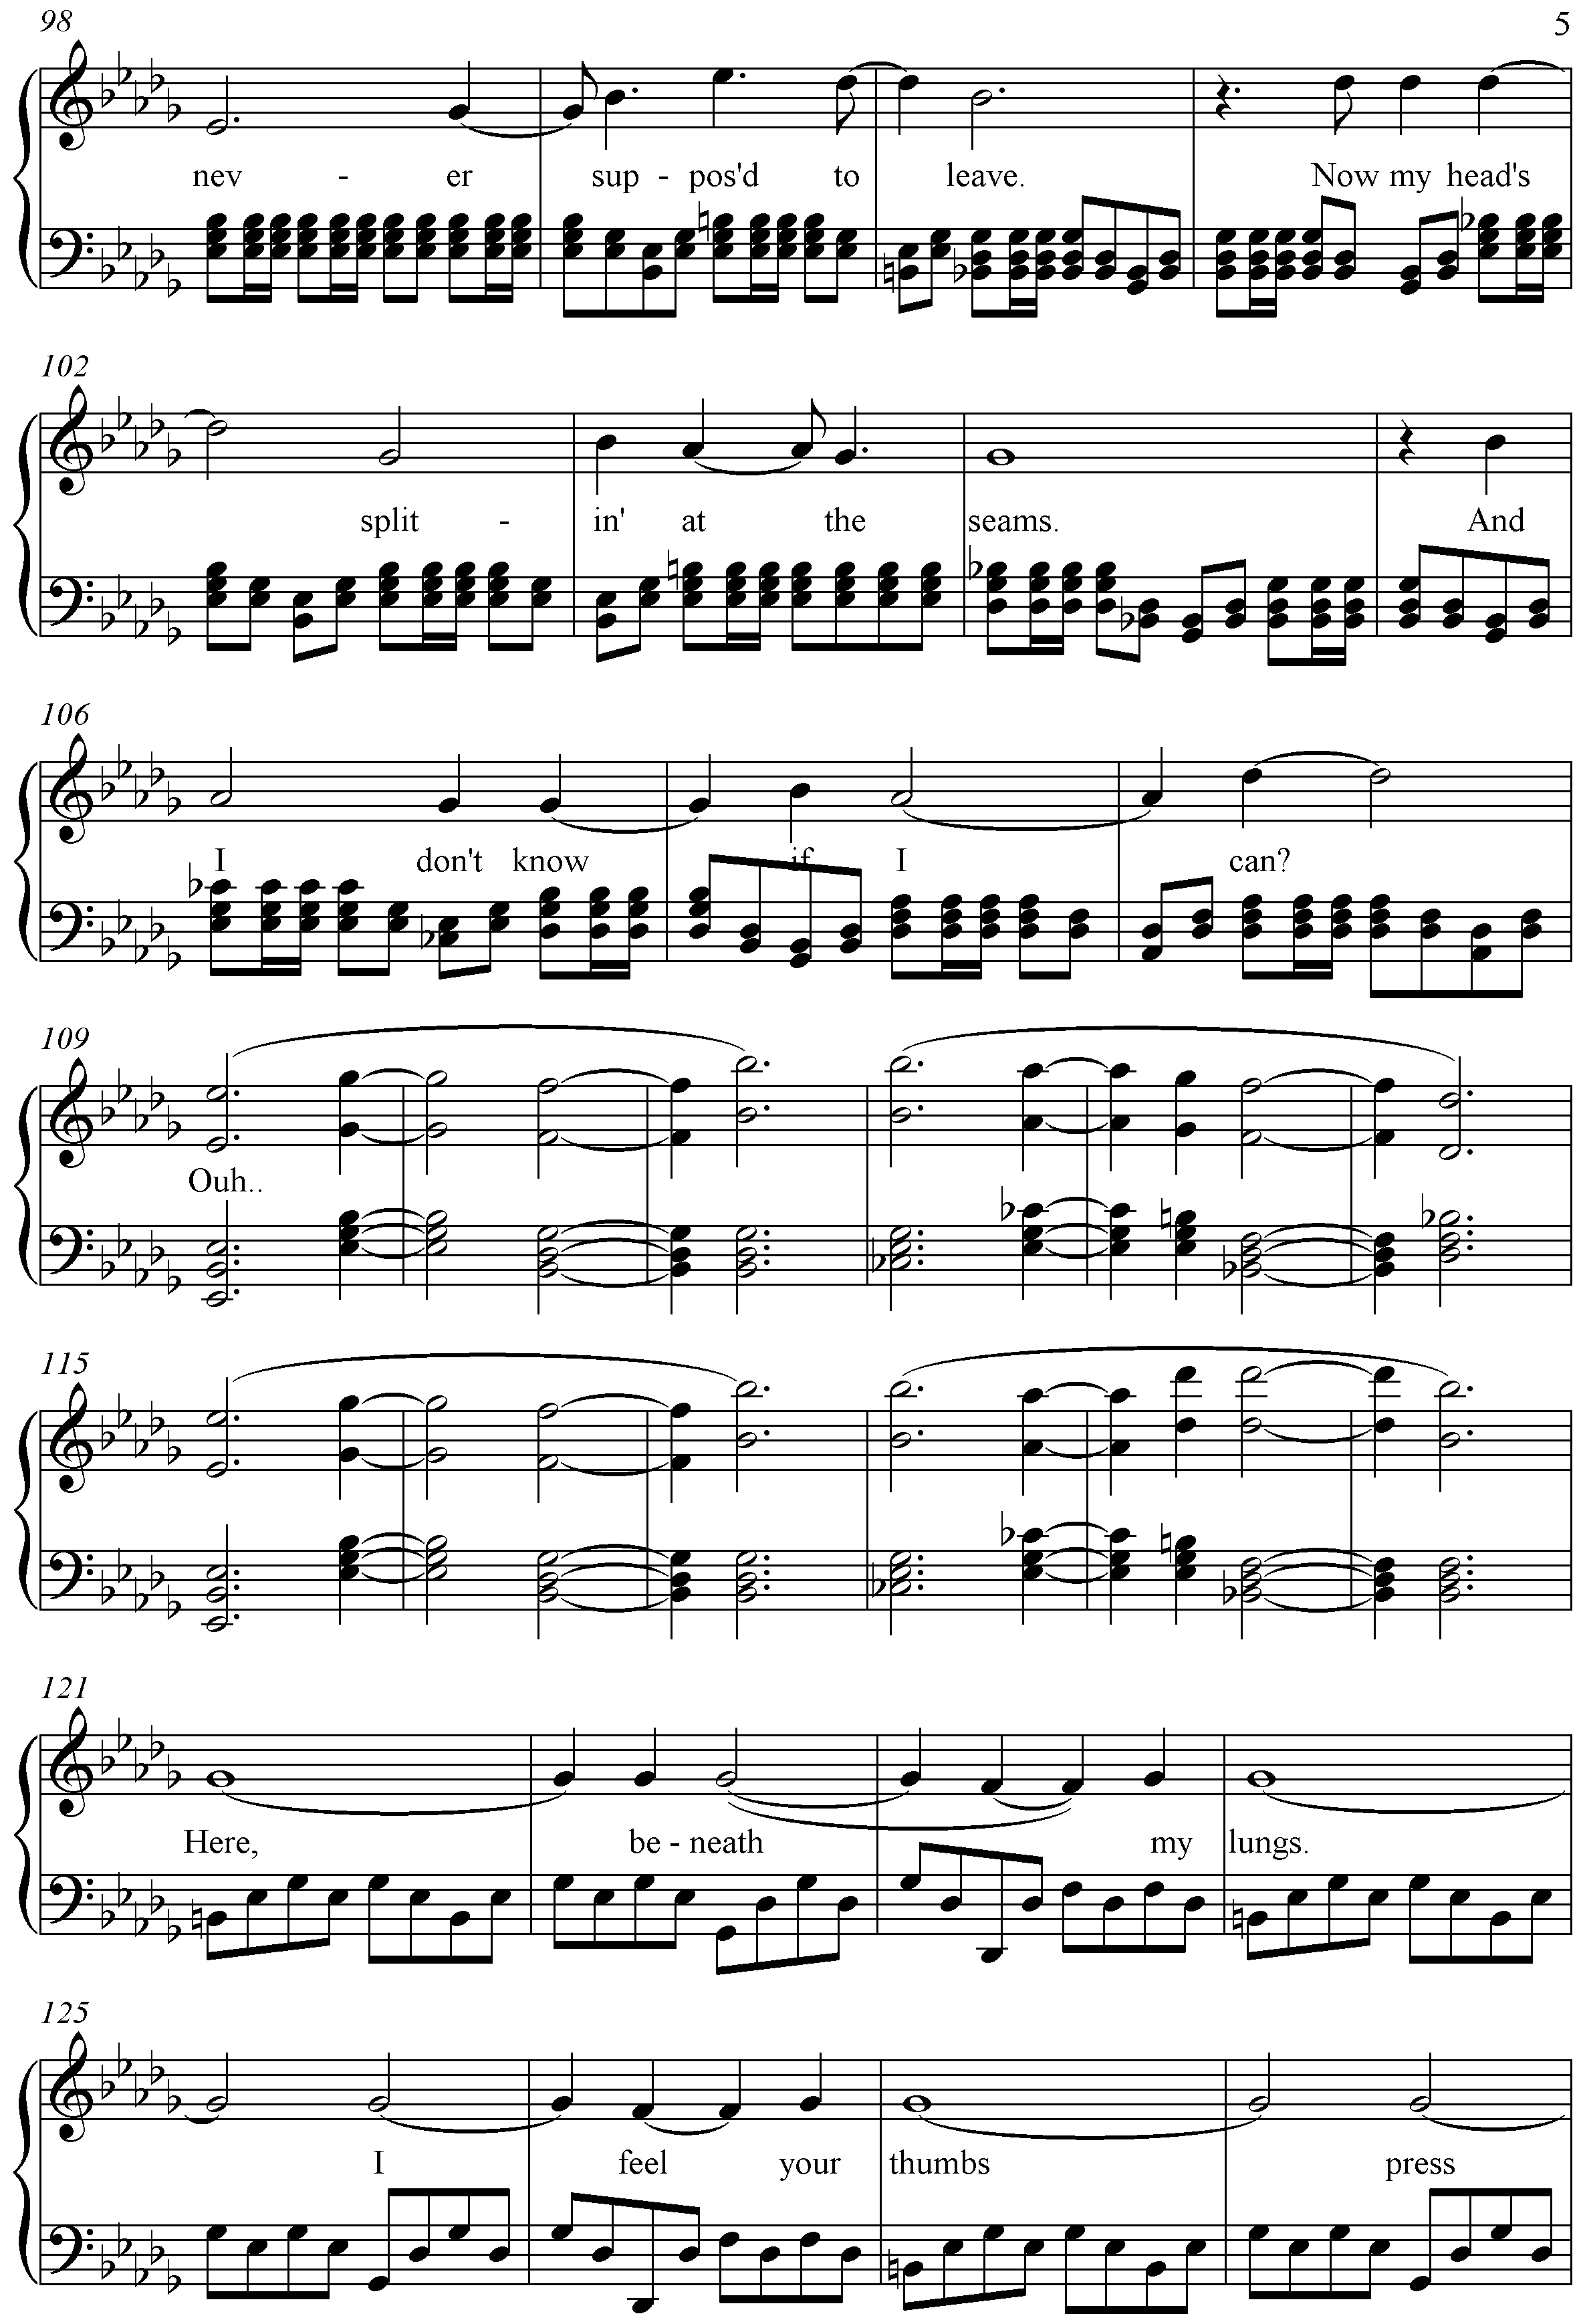 98 5
nev - er sup - pos'd to leave. Now my head's
102
split - in' at the seams. And
106
I don't know if I can?
109
Ouh..
115
121
Here, be - neath my lungs.
125
I feel your thumbs press